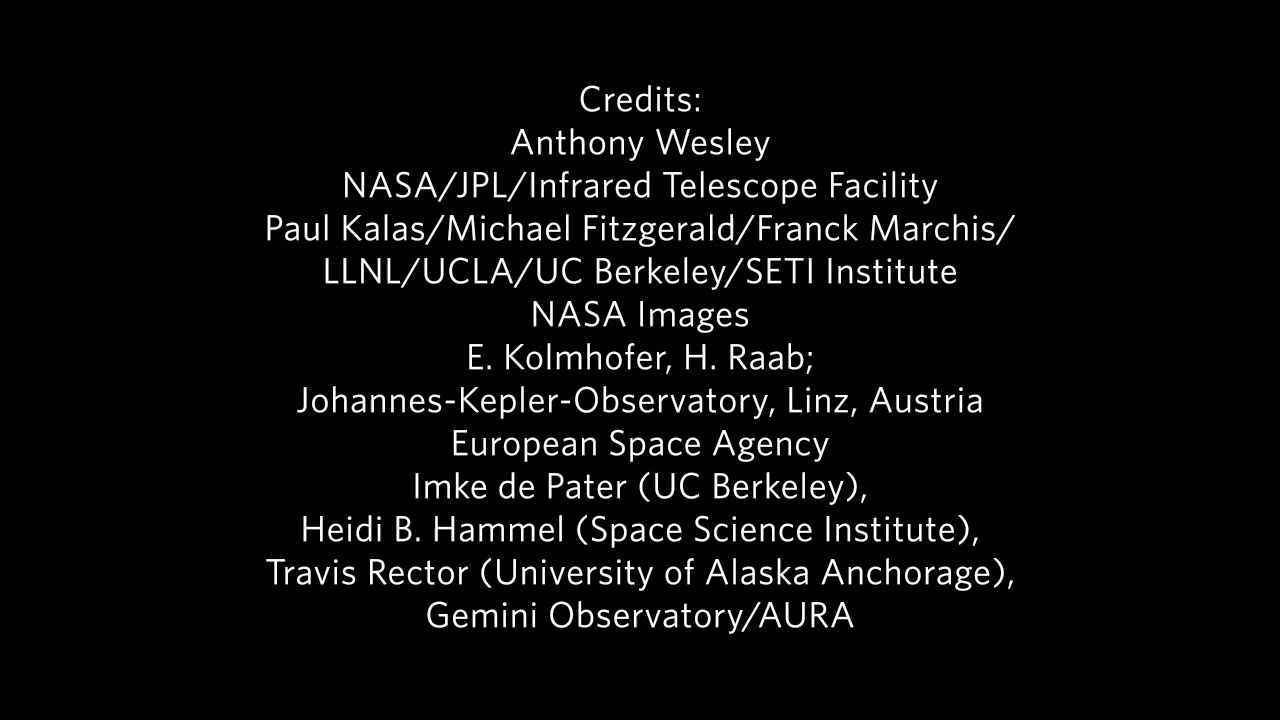 Credits:
Anthony Wesley
NASA/JPL/Infrared Telescope Facility
Paul Kalas/Michael Fitzgerald/Franck Marchis/
LLNL/UCLA/UC Berkeley/SETI Institute
NASA Images
E. Kolmhofer, H. Raab;
Johannes-Kepler-Observatory, Linz, Austria
European Space Agency
Imke de Pater (UC Berkeley),
Heidi B. Hammel (Space Science Institute),
Travis Rector (University of Alaska Anchorage),
Gemini Observatory/AURA